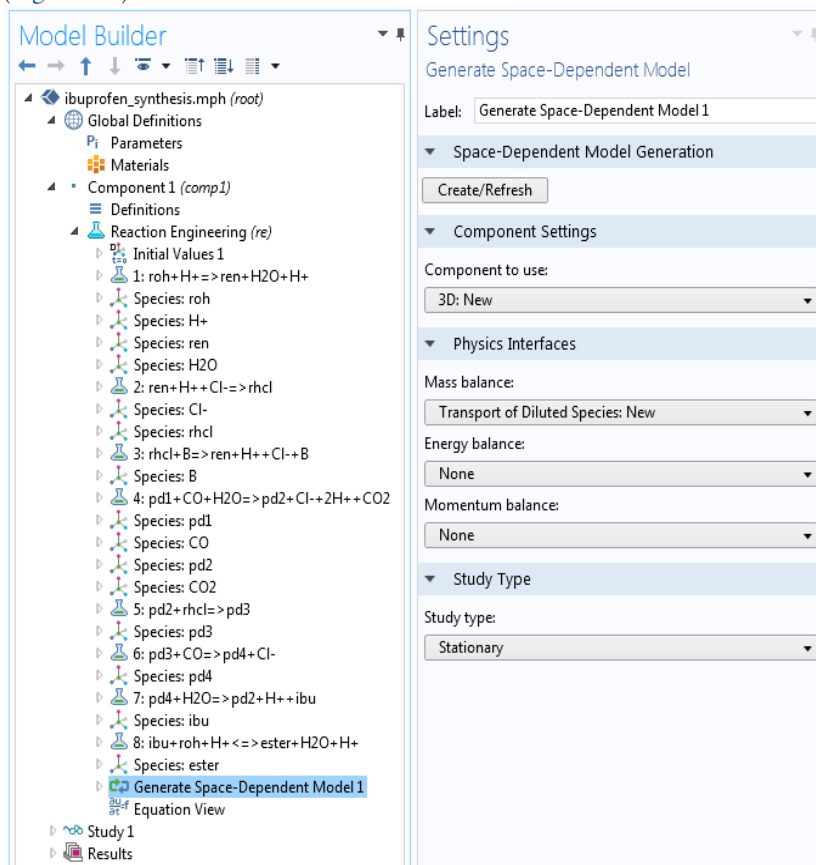 Model Builder
ibuprofen_synthesis.mph (root)
Global Definitions
Pi Parameters
Materials
Component 1 (comp1)
Definitions
Reaction Engineering (re)
Initial Values 1
1: roh+H+=>ren+H2O+H+
Species: roh
Species: H+
Species: ren
Species: H2O
2: ren+H++Cl-=>rhcl
Species: Cl-
Species: rhcl
3: rhcl+B=>ren+H++Cl-+B
Species: B
4: pd1+CO+H2O=>pd2+Cl-+2H++CO2
Species: pd1
Species: CO
Species: pd2
Species: CO2
5: pd2+rhcl=>pd3
Species: pd3
6: pd3+CO=>pd4+Cl-
Species: pd4
7: pd4+H2O=>pd2+H++ibu
Species: ibu
8: ibu+roh+H+<=>ester+H2O+H+
Species: ester
Generate Space-Dependent Model 1
Equation View
Study 1
Results
Settings
Generate Space-Dependent Model
Label: Generate Space-Dependent Model 1
Space-Dependent Model Generation
Create/Refresh
Component Settings
Component to use:
3D: New
Physics Interfaces
Mass balance:
Transport of Diluted Species: New
Energy balance:
None
Momentum balance:
None
Study Type
Study type:
Stationary